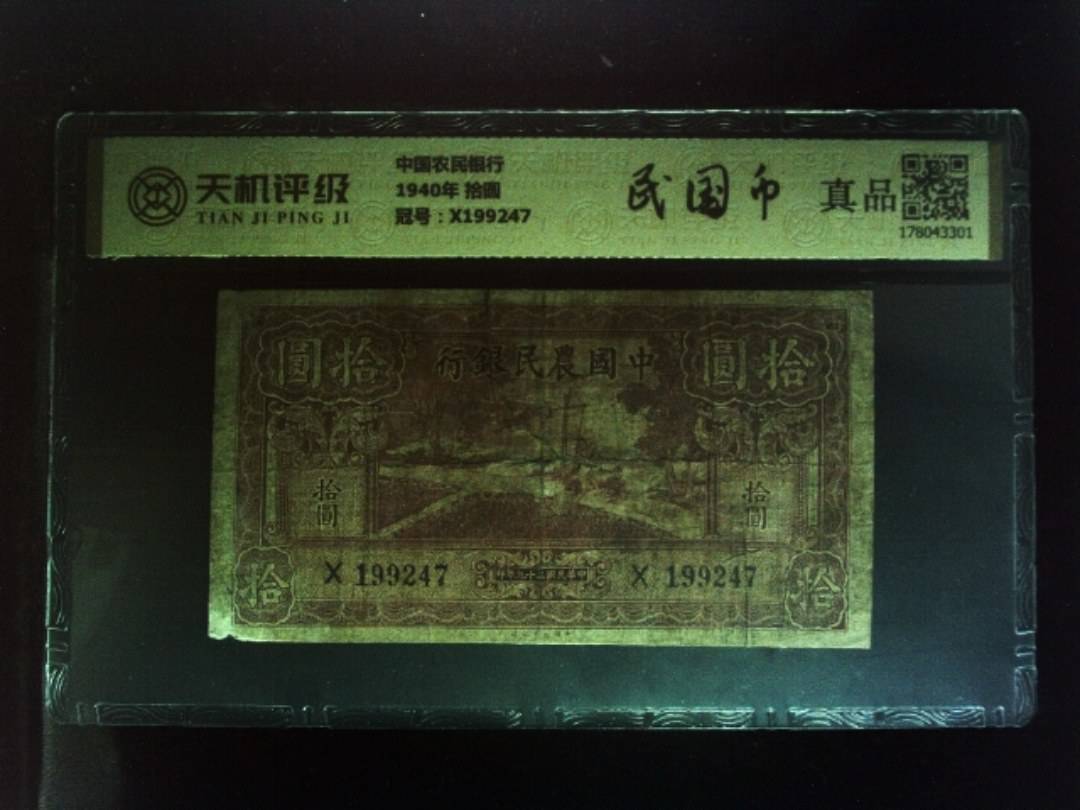 天机评级
TIAN JI PING JI
中国农民银行
1940年 拾圆
冠号：X199247
民国币
真品
178043301
圓拾
行銀民農國中
圓拾
拾圓
拾圓
拾
X 199247
X 199247
拾